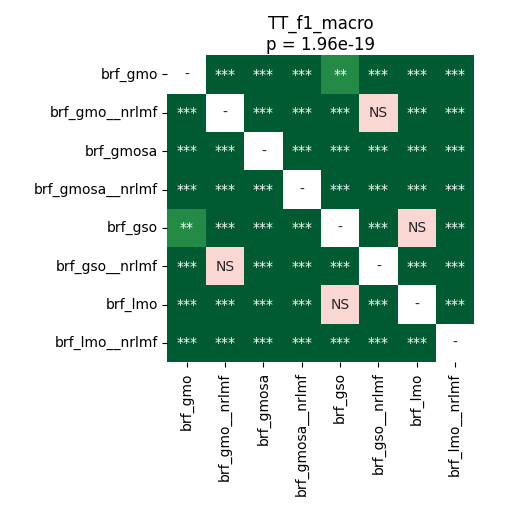 TT_f1_macro
p = 1.96e-19
brf_gmo - *** *** *** ** *** *** ***
brf_gmo__nrlmf *** - *** *** *** NS *** ***
brf_gmosa *** *** - *** *** *** *** ***
brf_gmosa__nrlmf *** *** *** - *** *** *** ***
brf_gso ** *** *** *** - *** NS ***
brf_gso__nrlmf *** NS *** *** *** - *** ***
brf_lmo *** *** *** *** NS *** - ***
brf_lmo__nrlmf *** *** *** *** *** *** *** -
brf_gmo
brf_gmo__nrlmf
brf_gmosa
brf_gmosa__nrlmf
brf_gso
brf_gso__nrlmf
brf_lmo
brf_lmo__nrlmf